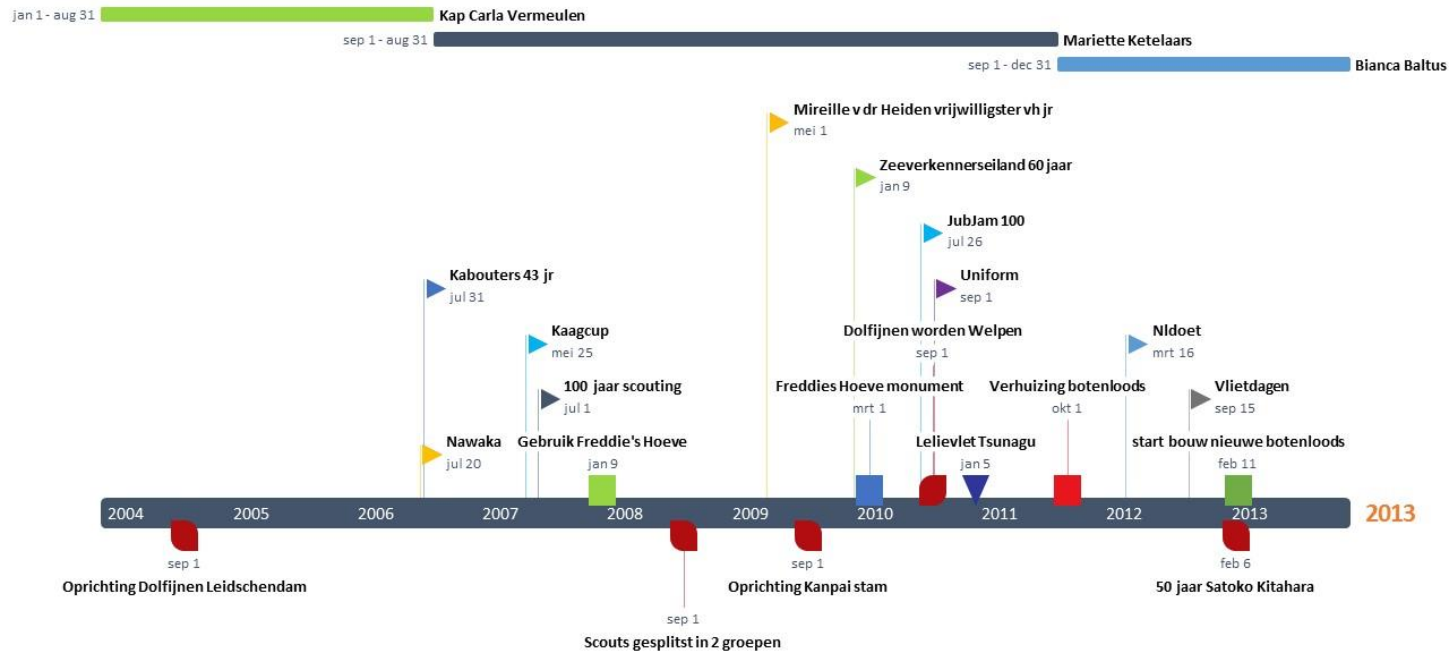 jan 1 - aug 31 Kap Carla Vermeulen
sep 1 - aug 31 Mariette Ketelaars
sep 1 - dec 31 Bianca Baltus
Mireille v dr Heiden vrijwilligster vh jr
mei 1
Zeeverkennerseiland 60 jaar
jan 9
JubJam 100
jul 26
Kabouters 43 jr
jul 31
Uniform
sep 1
Kaagcup
mei 25
Dolfijnen worden Welpen
sep 1
Nldoet
mrt 16
100 jaar scouting
jul 1
Freddies Hoeve monument
mrt 1
Verhuizing botenloods
okt 1
Vlietdagen
sep 15
Nawaka
jul 20
Gebruik Freddie's Hoeve
jan 9
Lelievlet Tsunagu
jan 5
start bouw nieuwe botenloods
feb 11
2004 2005 2006 2007 2008 2009 2010 2011 2012 2013 2013
sep 1
Oprichting Dolfijnen Leidschendam
sep 1
Scouts gesplitst in 2 groepen
sep 1
Oprichting Kanpai stam
feb 6
50 jaar Satoko Kitahara